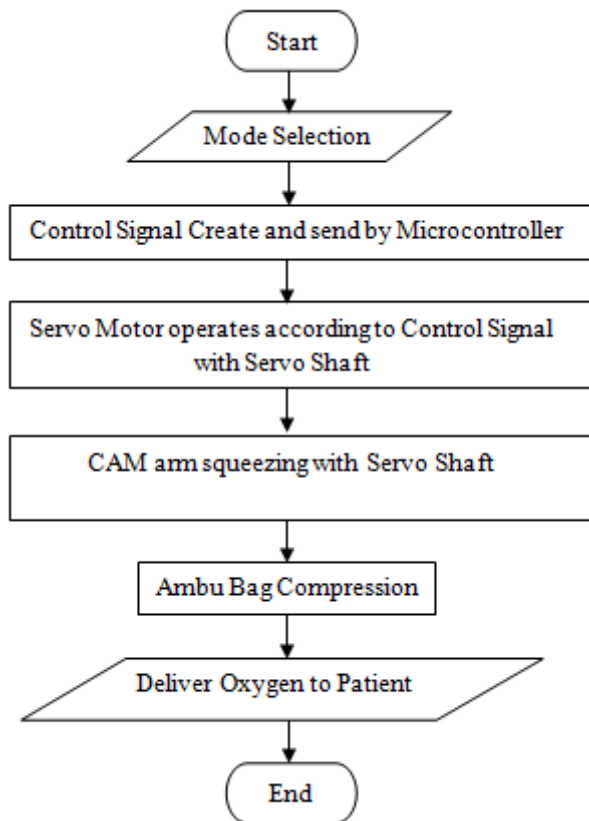 Start
Mode Selection
Control Signal Create and send by Microcontroller
Servo Motor operates according to Control Signal
with Servo Shaft
CAM arm squeezing with Servo Shaft
Ambu Bag Compression
Deliver Oxygen to Patient
End